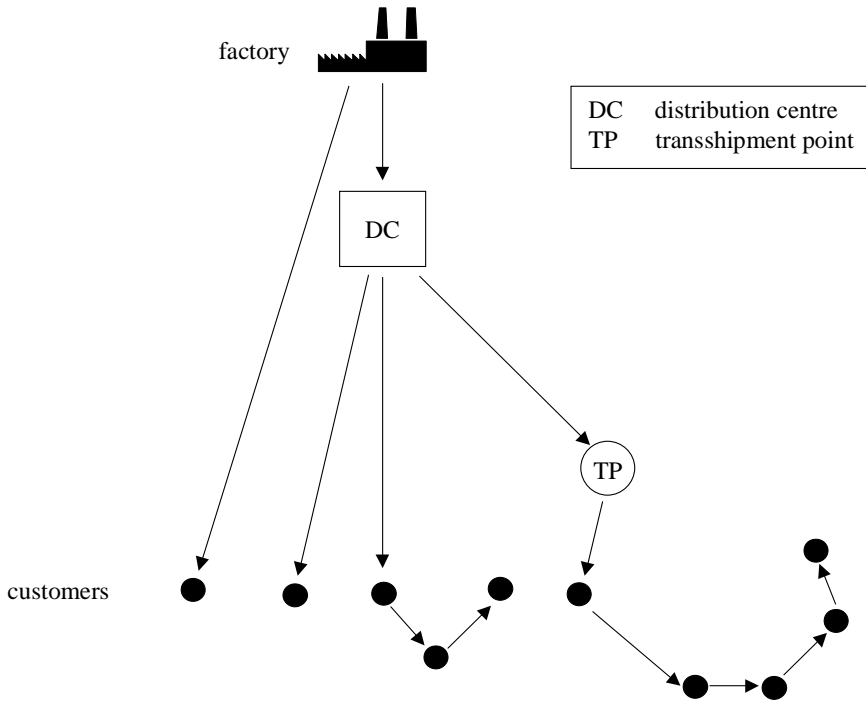 factory
DC distribution centre
TP transshipment point
DC
TP
customers